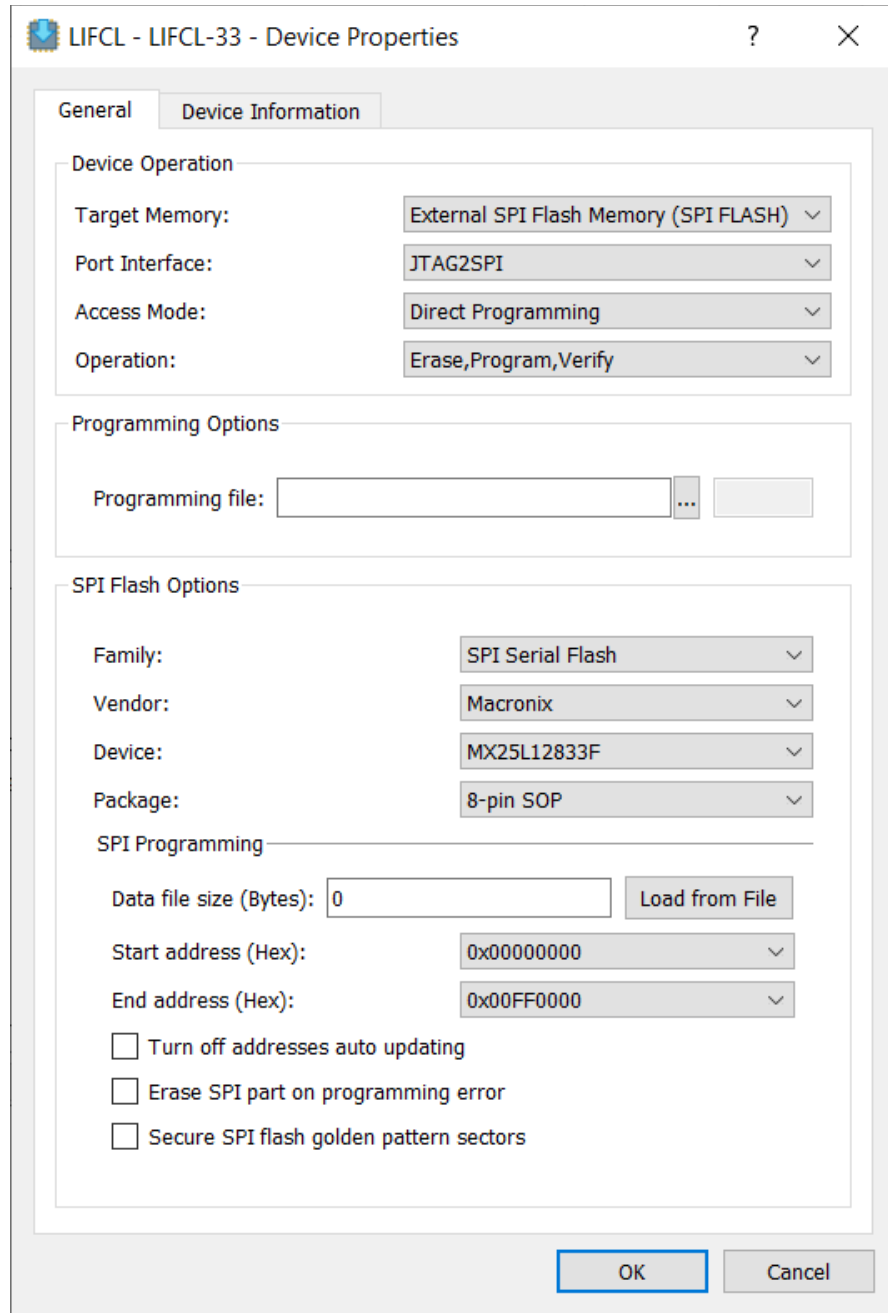 LIFCL - LIFCL-33 - Device Properties ?
General Device Information
Device Operation
Target Memory: External SPI Flash Memory (SPI FLASH)
Port Interface: JTAG2SPI
Access Mode: Direct Programming
Operation: Erase,Program,Verify
Programming Options
Programming file: ...
SPI Flash Options
Family: SPI Serial Flash
Vendor: Macronix
Device: MX25L12833F
Package: 8-pin SOP
SPI Programming
Data file size (Bytes): 0 Load from File
Start address (Hex): 0x00000000
End address (Hex): 0x00FF0000
Turn off addresses auto updating
Erase SPI part on programming error
Secure SPI flash golden pattern sectors
OK Cancel